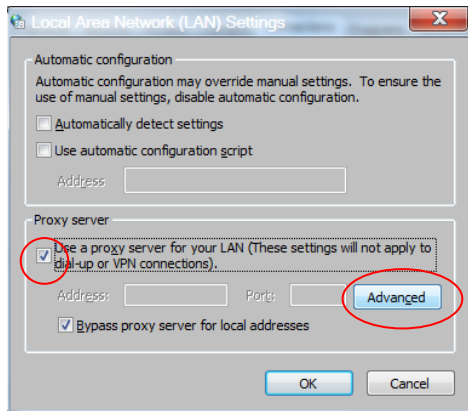 Local Area Network (LAN) Settings
Automatic configuration
Automatic configuration may override manual settings. To ensure the
use of manual settings, disable automatic configuration.
Automatically detect settings
Use automatic configuration script
Address
Proxy server
Use a proxy server for your LAN (These settings will not apply to
dial-up or VPN connections).
Address: Port: Advanced
Bypass proxy server for local addresses
OK Cancel